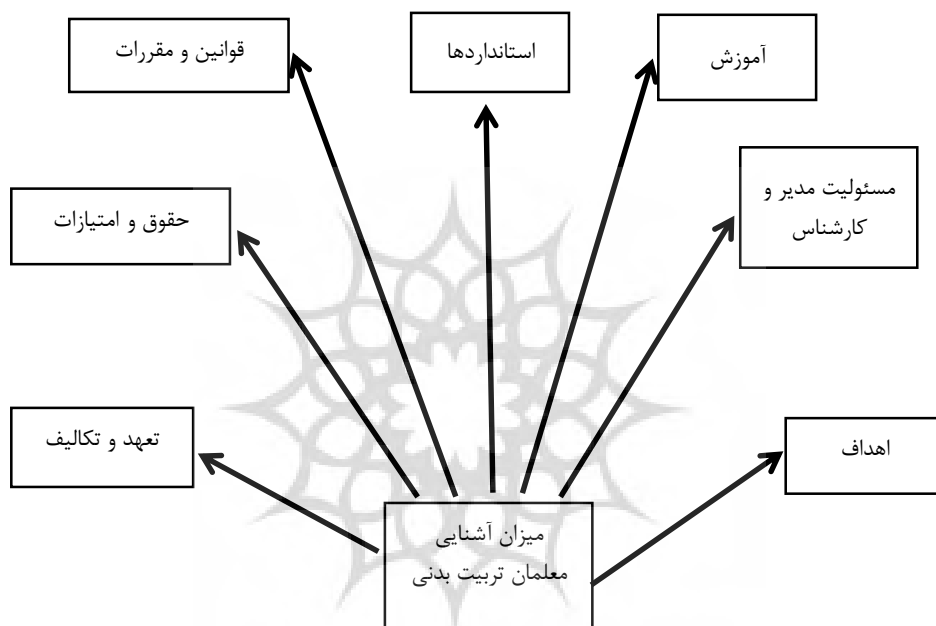 آموزش
استانداردها
قوانین و مقررات
مسئولیت مدیر و
کارشناس
حقوق و امتیازات
اهداف
تعهد و تکالیف
میزان آشنایی
معلمان تربیت بدنی